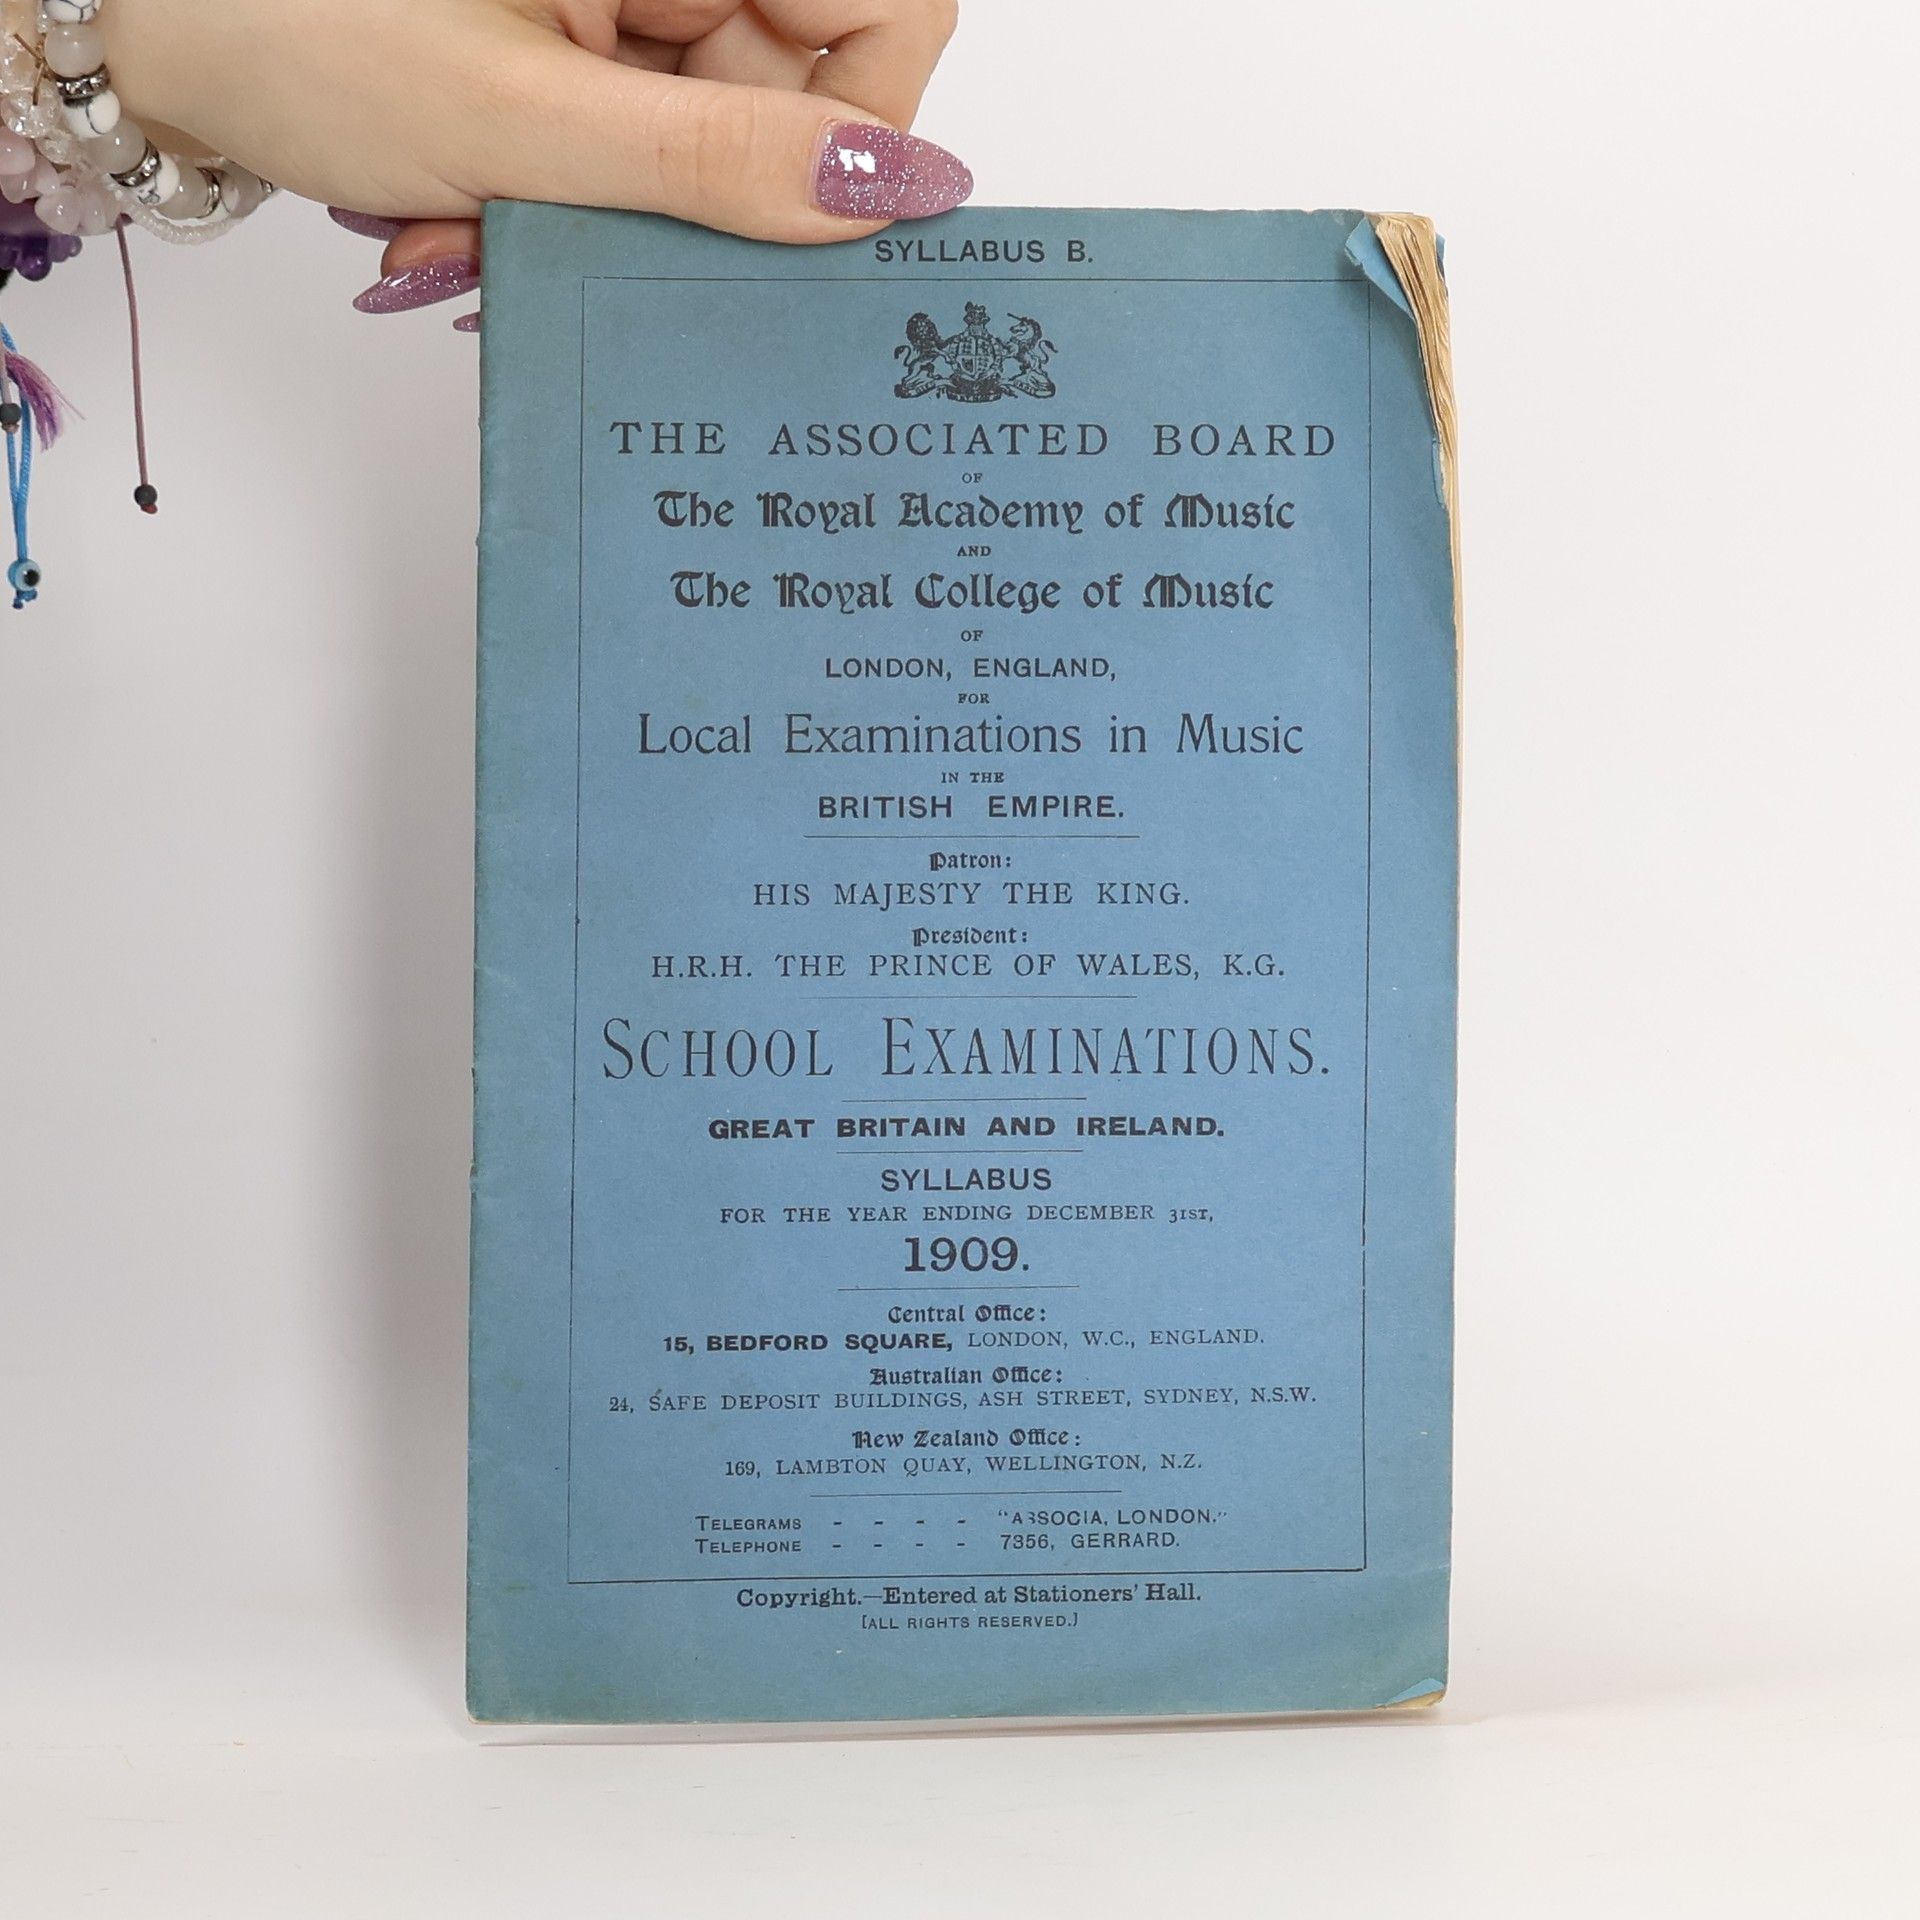 SYLLABUS B.
THE ASSOCIATED BOARD
OF
The Royal Academy of Music
AND
The Royal College of Music
OF
LONDON, ENGLAND,
FOR
Local Examinations in Music
IN THE
BRITISH EMPIRE.
Patron:
HIS MAJESTY THE KING.
President:
H.R.H. THE PRINCE OF WALES, K.G.
SCHOOL EXAMINATIONS.
GREAT BRITAIN AND IRELAND.
SYLLABUS
FOR THE YEAR ENDING DECEMBER 31ST,
1909.
Central Office:
15, BEDFORD SQUARE, LONDON, W.C., ENGLAND.
Australian Office:
24, SAFE DEPOSIT BUILDINGS, ASH STREET, SYDNEY, N.S.W.
New Zealand Office:
169, LAMBTON QUAY, WELLINGTON, N.Z.
TELEGRAMS - - - - "ASSOCIA, LONDON."
TELEPHONE - - - - 7356, GERRARD.
Copyright.—Entered at Stationers' Hall.
[ALL RIGHTS RESERVED.]